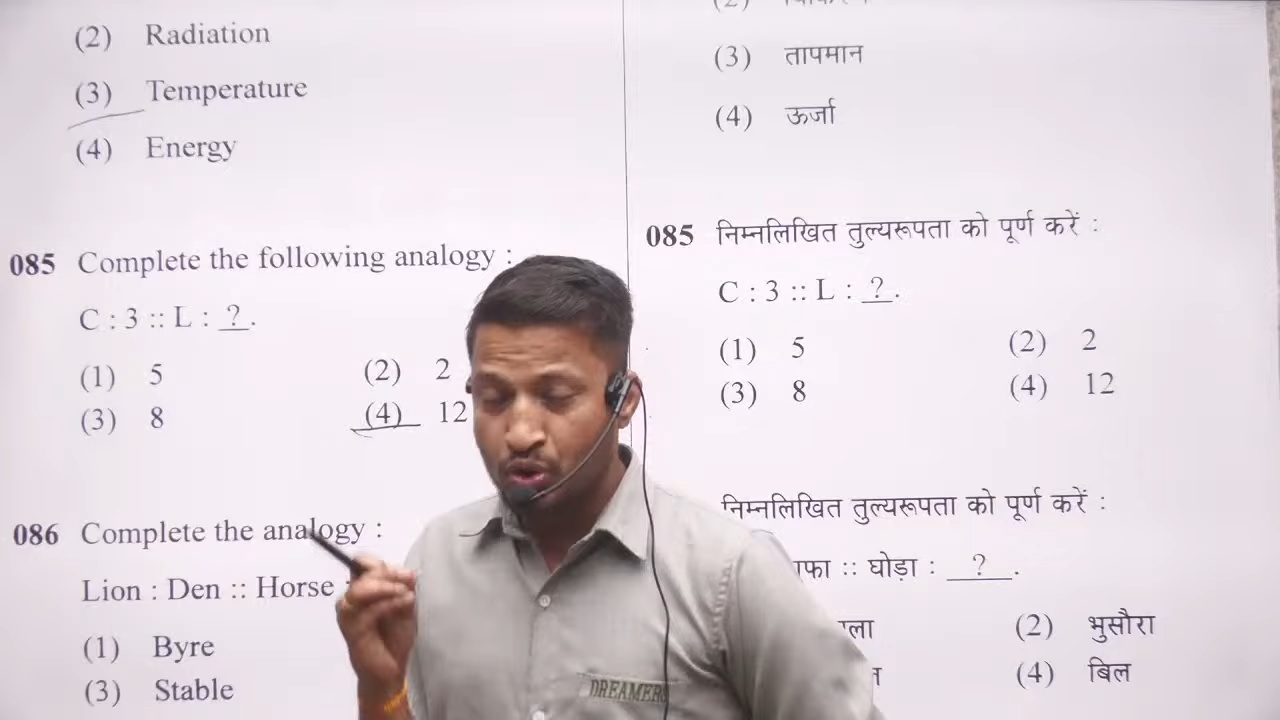 (2) Radiation
(3) Temperature
(4) Energy
085 Complete the following analogy :
C : 3 :: L : ?.
(1) 5 (2) 2
(3) 8 (4) 12
086 Complete the analogy :
Lion : Den :: Horse
(1) Byre
(3) Stable
(3) तापमान
(4) ऊर्जा
085 निम्नलिखित तुल्यरूपता को पूर्ण करें :
C : 3 :: L : ?.
(1) 5 (2) 2
(3) 8 (4) 12
निम्नलिखित तुल्यरूपता को पूर्ण करें :
:: घोड़ा : ?.
(2) भुसौरा
(4) बिल
DREAMER